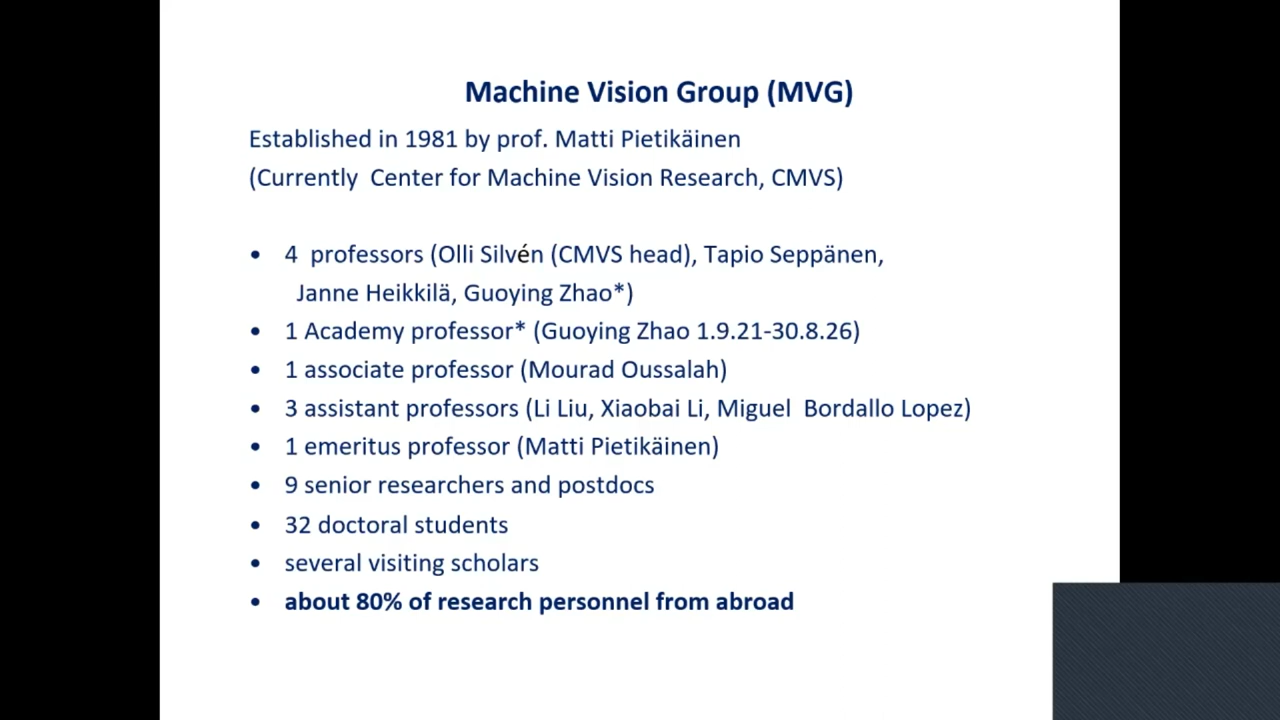 Machine Vision Group (MVG)
Established in 1981 by prof. Matti Pietikäinen
(Currently  Center for Machine Vision Research, CMVS)
• 4  professors (Olli Silvén (CMVS head), Tapio Seppänen,
Janne Heikkilä, Guoying Zhao*)
• 1 Academy professor* (Guoying Zhao 1.9.21-30.8.26)
• 1 associate professor (Mourad Oussalah)
• 3 assistant professors (Li Liu, Xiaobai Li, Miguel  Bordallo Lopez)
• 1 emeritus professor (Matti Pietikäinen)
• 9 senior researchers and postdocs
• 32 doctoral students
• several visiting scholars
• about 80% of research personnel from abroad